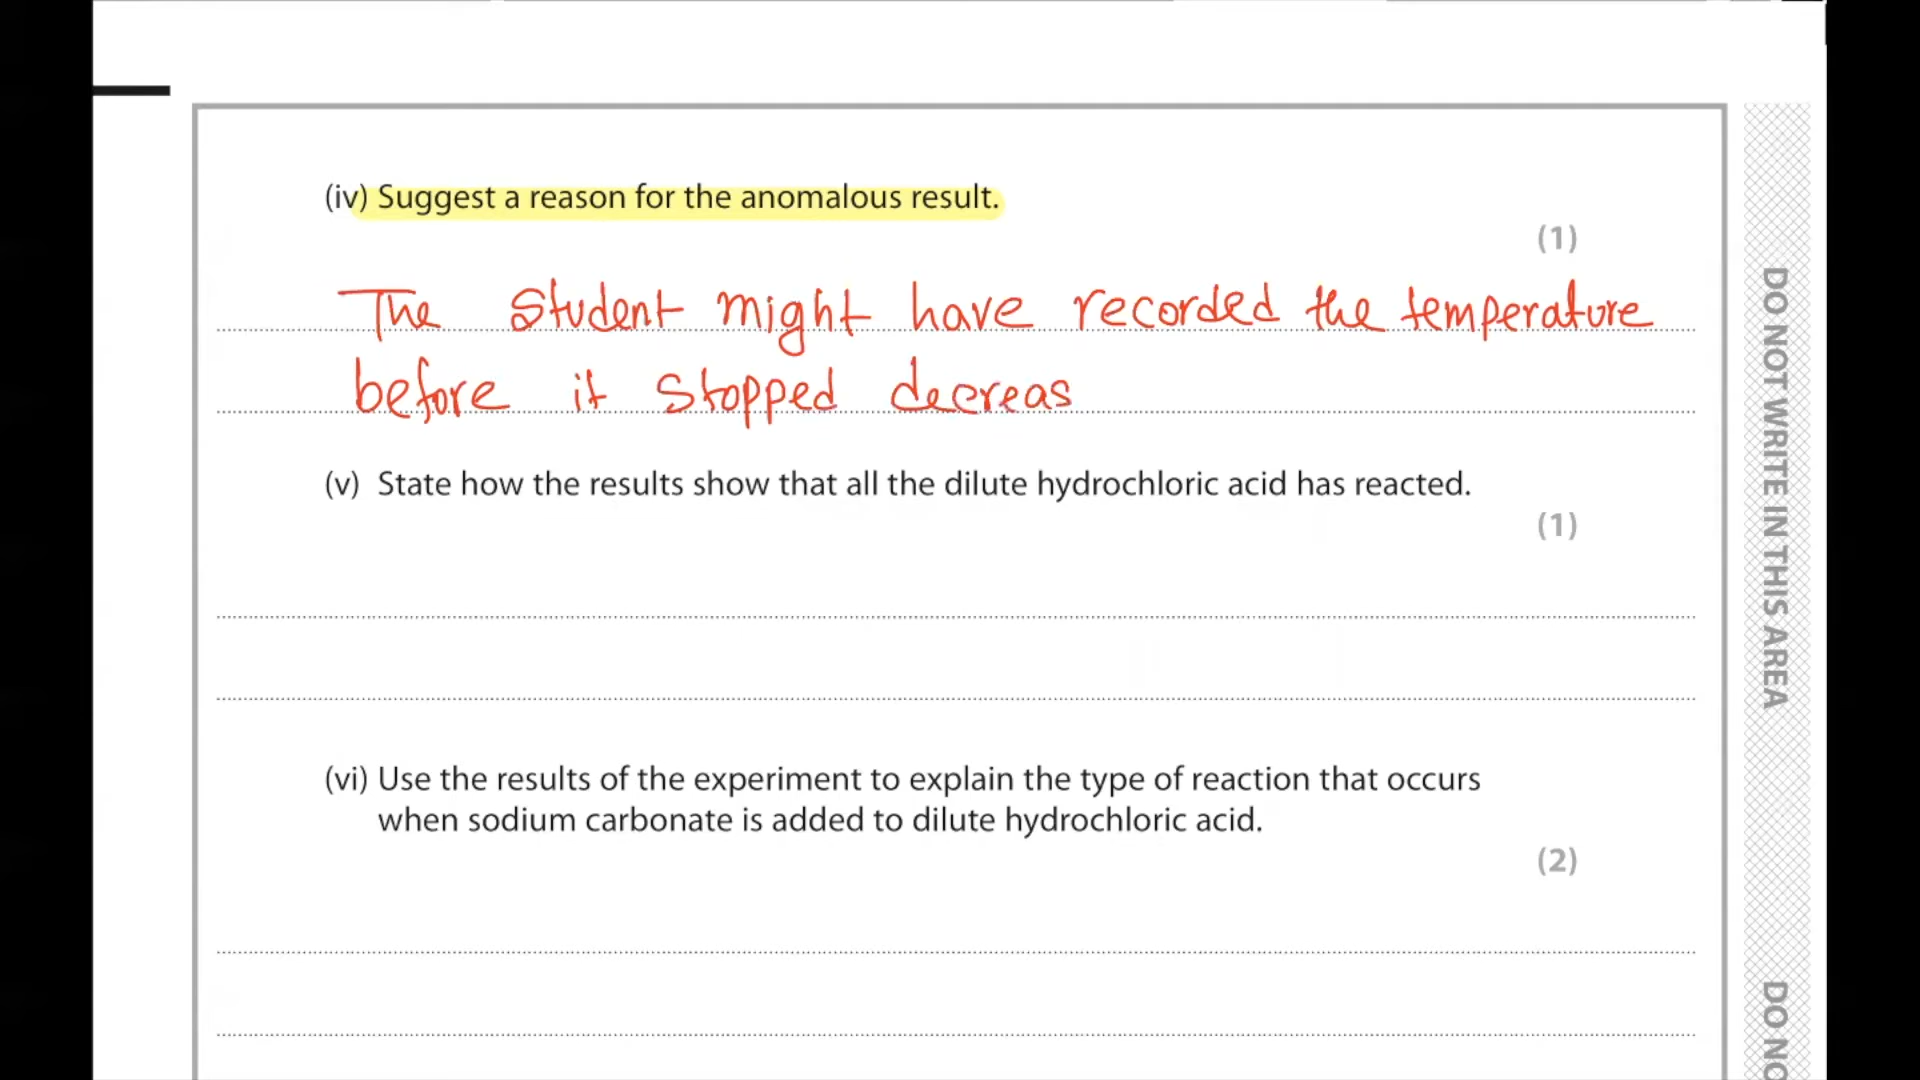 (iv) Suggest a reason for the anomalous result.
(1)
The student might have recorded the temperature
before it stopped decreas
(v) State how the results show that all the dilute hydrochloric acid has reacted.
(1)
(vi) Use the results of the experiment to explain the type of reaction that occurs
when sodium carbonate is added to dilute hydrochloric acid.
(2)
DO NOT WRITE IN THIS AREA
DO NO